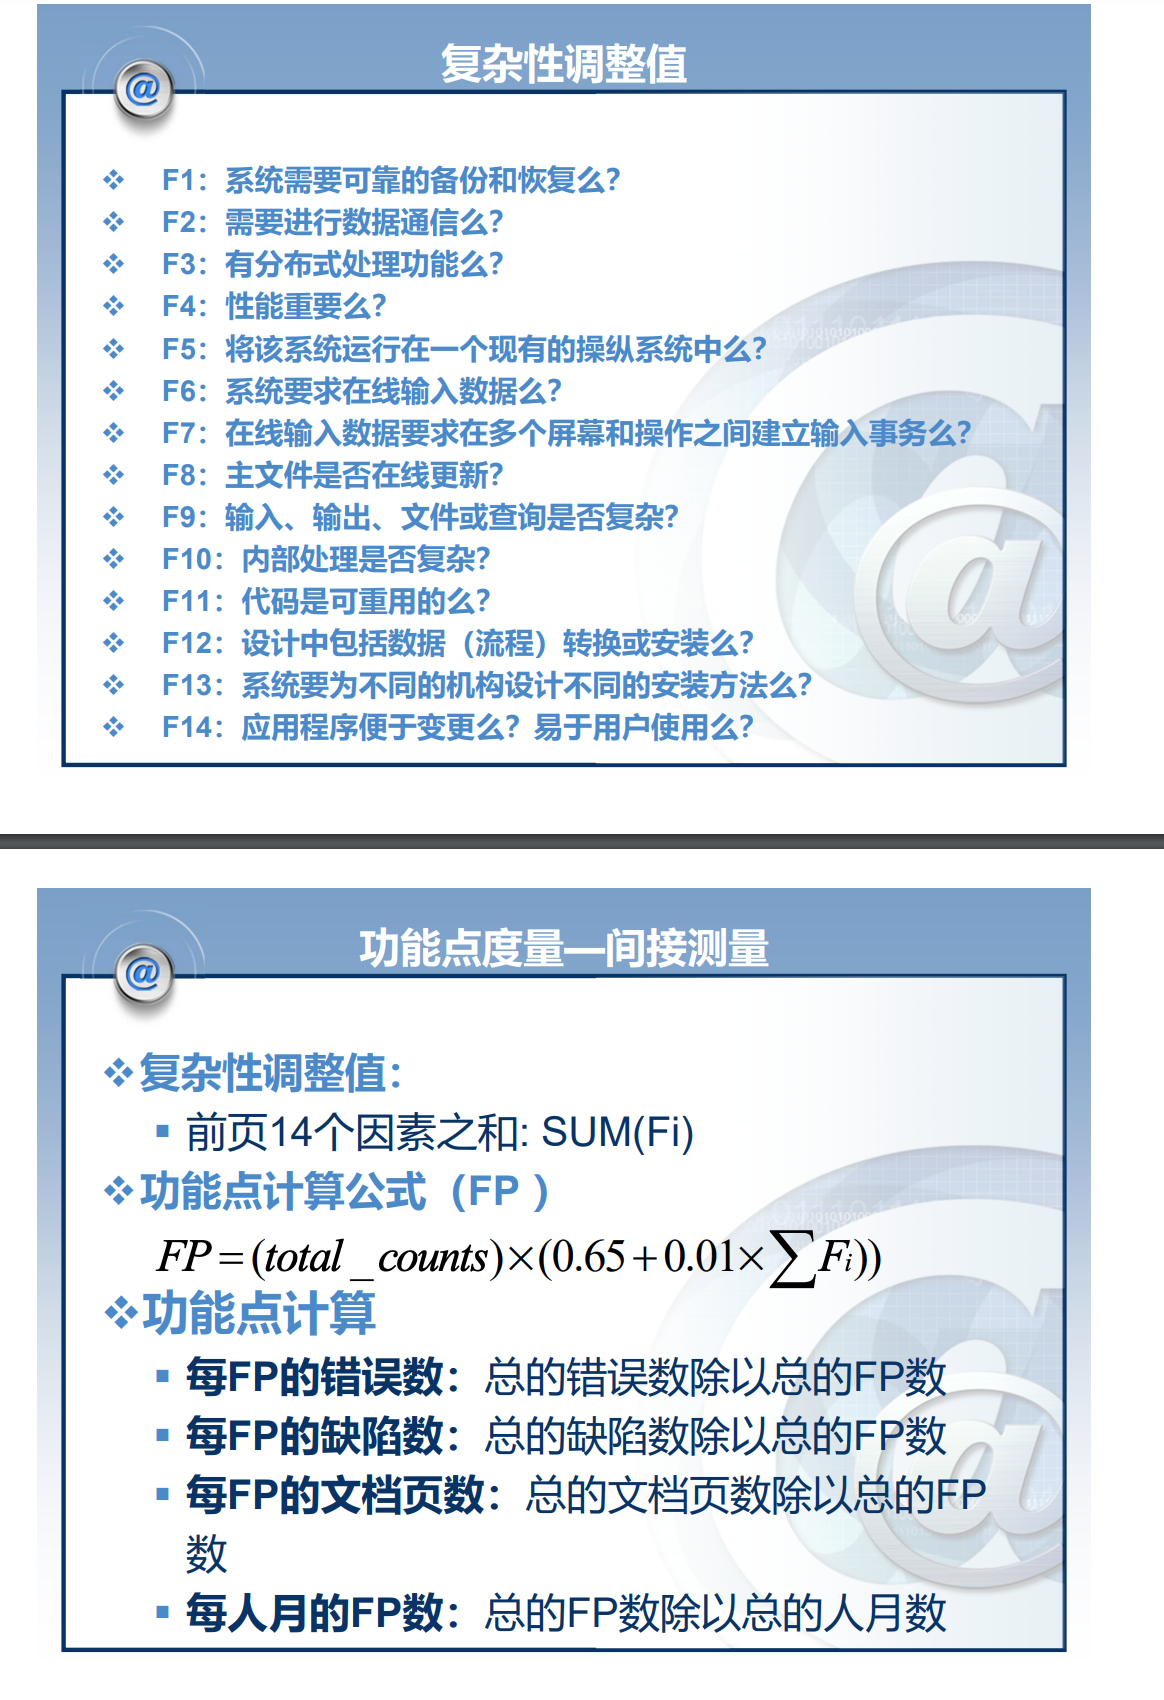 复杂性调整值
F1：系统需要可靠的备份和恢复么？
F2：需要进行数据通信么？
F3：有分布式处理功能么？
F4：性能重要么？
F5：将该系统运行在一个现有的操纵系统中么？
F6：系统要求在线输入数据么？
F7：在线输入数据要求在多个屏幕和操作之间建立输入事务么？
F8：主文件是否在线更新？
F9：输入、输出、文件或查询是否复杂？
F10：内部处理是否复杂？
F11：代码是可重用的么？
F12：设计中包括数据（流程）转换或安装么？
F13：系统要为不同的机构设计不同的安装方法么？
F14：应用程序便于变更么？易于用户使用么？
功能点度量—间接测量
复杂性调整值：
前页14个因素之和: SUM(Fi)
功能点计算公式（FP ）
FP = (total _ counts)×(0.65+0.01×∑Fi))
功能点计算
每FP的错误数：总的错误数除以总的FP数
每FP的缺陷数：总的缺陷数除以总的FP数
每FP的文档页数：总的文档页数除以总的FP
数
每人月的FP数：总的FP数除以总的人月数